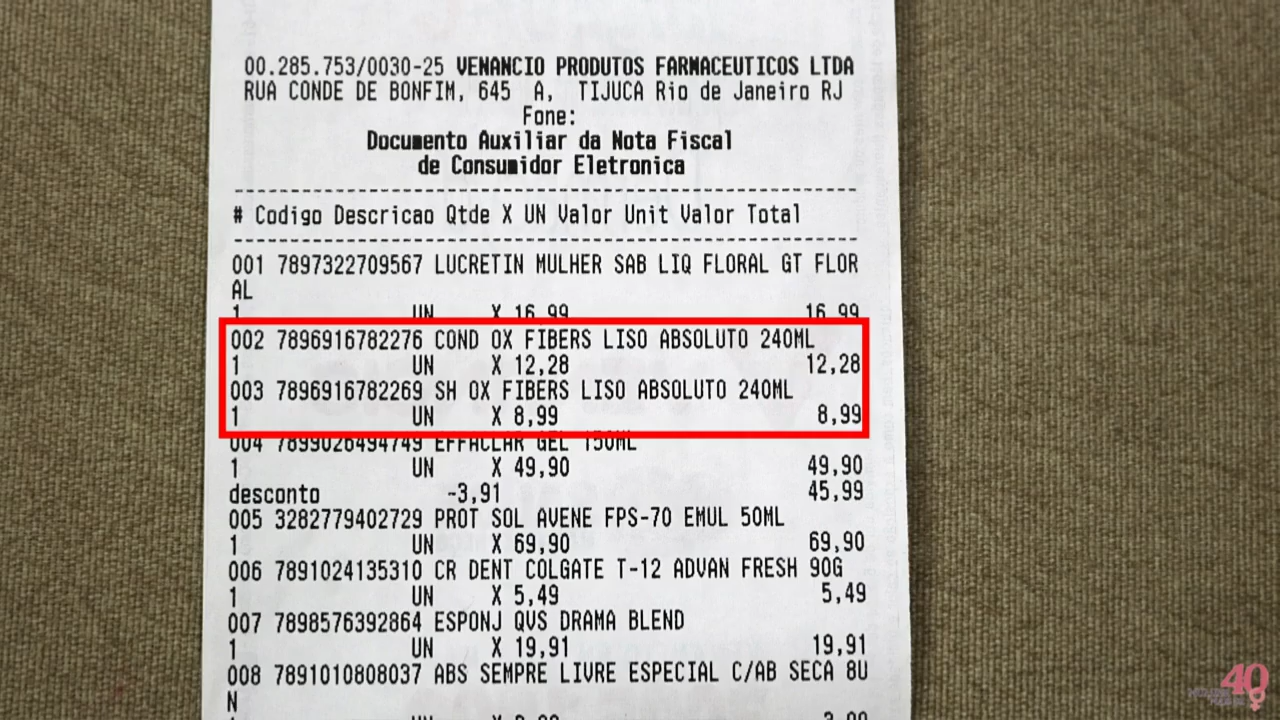 00.285.753/0030-25 VENANCIO PRODUTOS FARMACEUTICOS LTDA
RUA CONDE DE BONFIM, 645 A, TIJUCA Rio de Janeiro RJ
Fone:
Documento Auxiliar da Nota Fiscal
de Consumidor Eletronica
# Codigo Descricao Qtde X UN Valor Unit Valor Total
001 7897322709567 LUCRETIN MULHER SAB LIQ FLORAL GT FLOR
AL
1 UN X 16,99 16,99
002 7896916782276 COND OX FIBERS LISO ABSOLUTO 240ML
1 UN X 12,28 12,28
003 7896916782269 SH OX FIBERS LISO ABSOLUTO 240ML
1 UN X 8,99 8,99
004 7899026494749 EFFACLAR GEL 150ML
1 UN X 49,90 49,90
desconto -3,91 45,99
005 3282779402729 PROT SOL AVENE FPS-70 EMUL 50ML
1 UN X 69,90 69,90
006 7891024135310 CR DENT COLGATE T-12 ADVAN FRESH 90G
1 UN X 5,49 5,49
007 7898576392864 ESPONJ QVS DRAMA BLEND
1 UN X 19,91 19,91
008 7891010808037 ABS SEMPRE LIVRE ESPECIAL C/AB SECA 8U
N
40